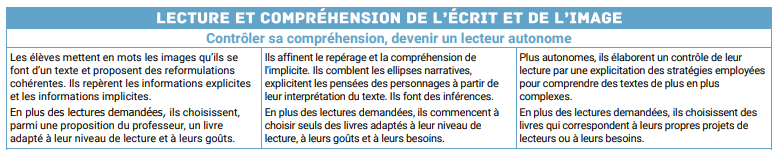 LECTURE ET COMPRÉHENSION DE L'ÉCRIT ET DE L'IMAGE
Contrôler sa compréhension, devenir un lecteur autonome
Les élèves mettent en mots les images qu'ils se
font d'un texte et proposent des reformulations
cohérentes. Ils repèrent les informations explicites
et les informations implicites.
En plus des lectures demandées, ils choisissent,
parmi une proposition du professeur, un livre
adapté à leur niveau de lecture et à leurs goûts.
Ils affinent le repérage et la compréhension de
l'implicite. Ils comblent les ellipses narratives,
explicitent les pensées des personnages à partir de
leur interprétation du texte. Ils font des inférences.
En plus des lectures demandées, ils commencent à
choisir seuls des livres adaptés à leur niveau de
lecture, à leurs goûts et à leurs besoins.
Plus autonomes, ils élaborent un contrôle de leur
lecture par une explicitation des stratégies employées
pour comprendre des textes de plus en plus
complexes.
En plus des lectures demandées, ils choisissent des
livres qui correspondent à leurs propres projets de
lecteurs ou à leurs besoins.